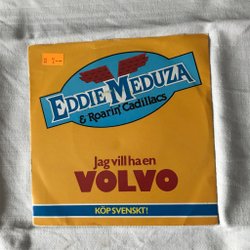 EDDIE MEDUZA
& Roarin' Cadillacs
Jag vill ha en
VOLVO
KÖP SVENSKT!